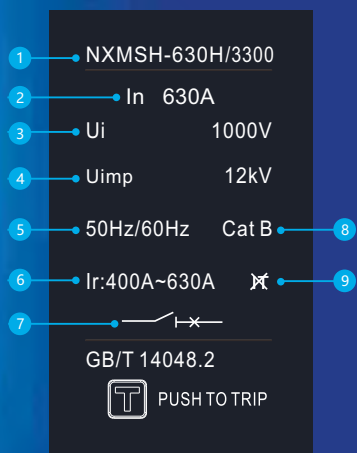 1 NXMSH-630H/3300
2 In 630A
3 Ui 1000V
4 Uimp 12kV
5 50Hz/60Hz Cat B 8
6 Ir:400A~630A 9
7
GB/T 14048.2
T PUSH TO TRIP